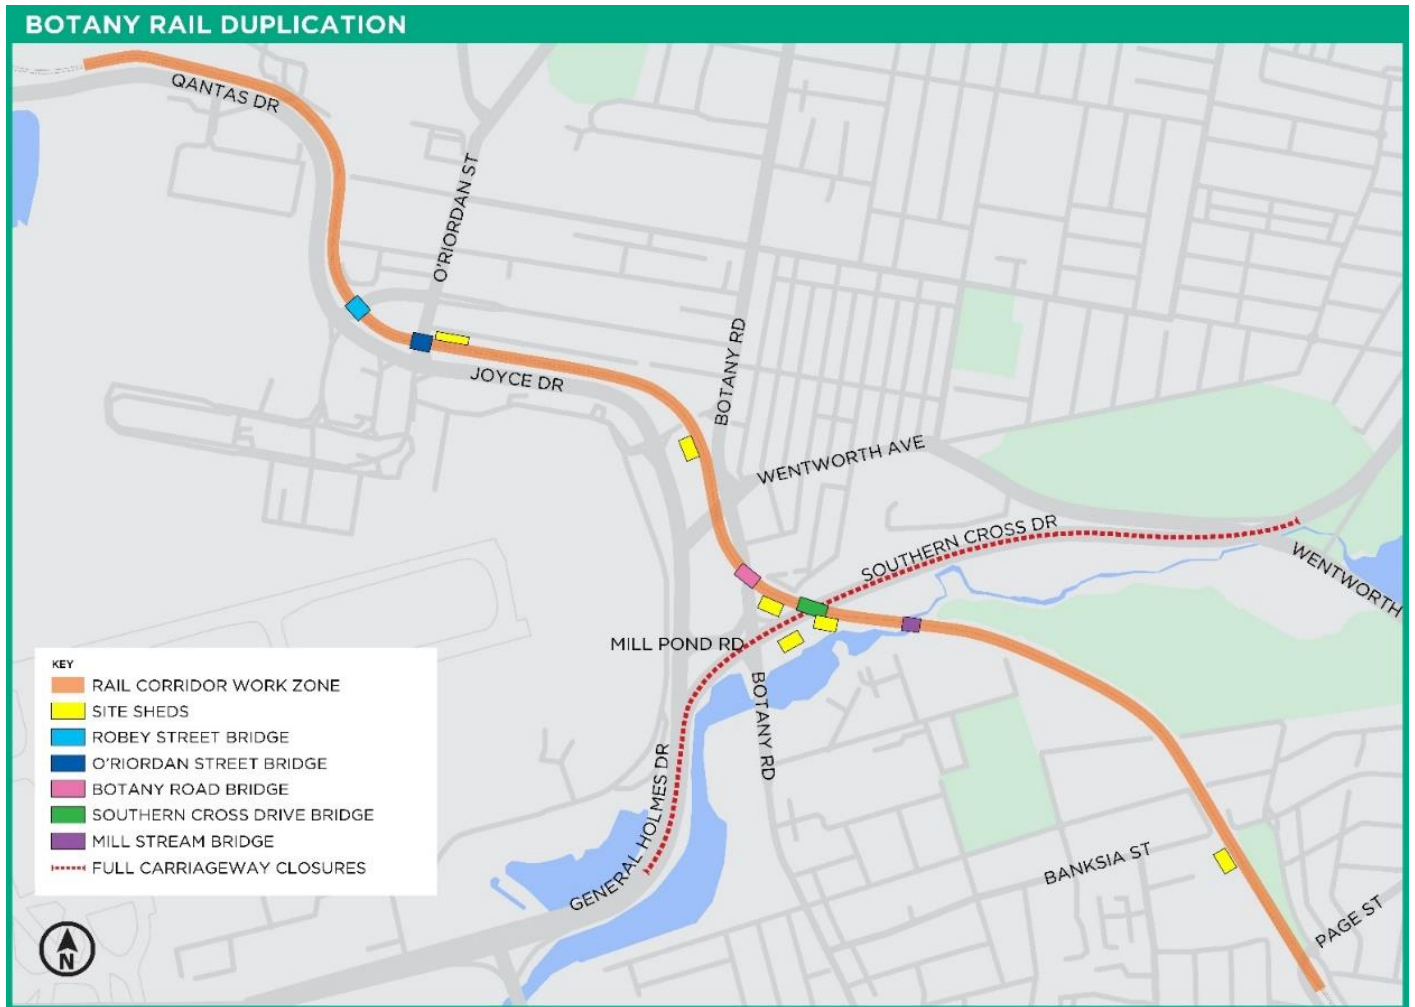 BOTANY RAIL DUPLICATION
QANTAS DR
O'RIORDAN ST
BOTANY RD
JOYCE DR
WENTWORTH AVE
SOUTHERN CROSS DR
WENTWORTH
MILL POND RD
BOTANY RD
GENERAL HOLMES DR
BANKSIA ST
PAGE ST
KEY
RAIL CORRIDOR WORK ZONE
SITE SHEDS
ROBEY STREET BRIDGE
O'RIORDAN STREET BRIDGE
BOTANY ROAD BRIDGE
SOUTHERN CROSS DRIVE BRIDGE
MILL STREAM BRIDGE
FULL CARRIAGEWAY CLOSURES
N